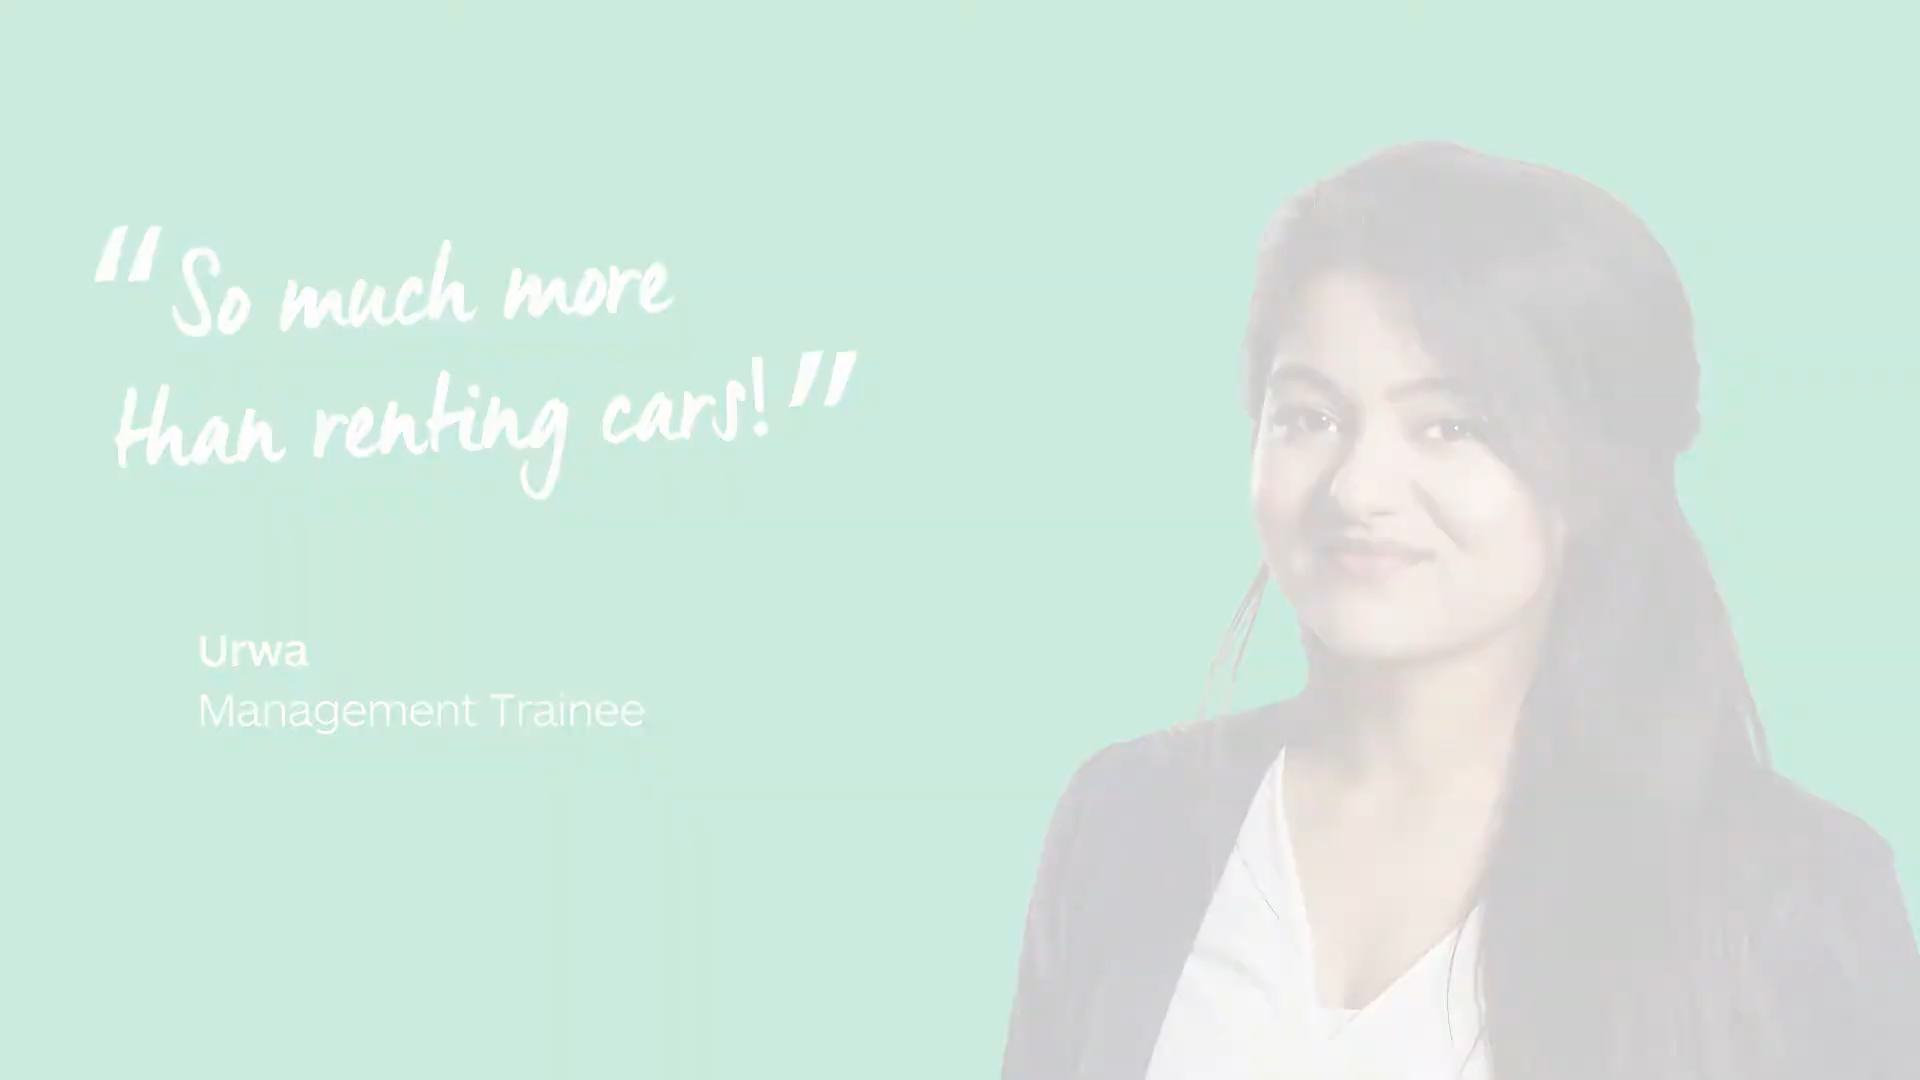 “So much more
than renting cars!”
Urwa
Management Trainee